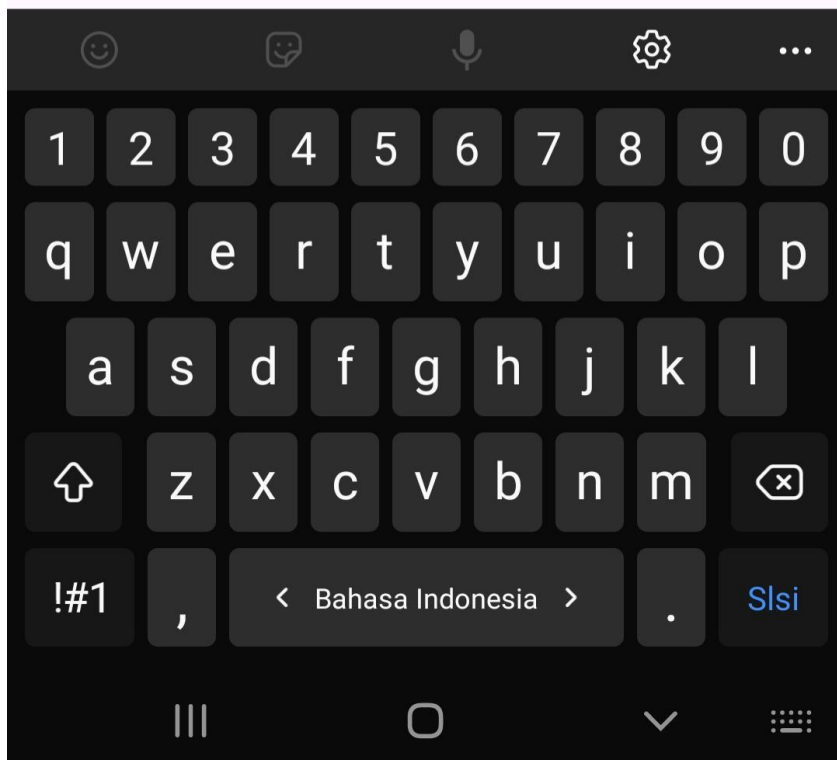 1 2 3 4 5 6 7 8 9 0
q w e r t y u i o p
a s d f g h j k l
z x c v b n m
!#1 , < Bahasa Indonesia > . Slsi